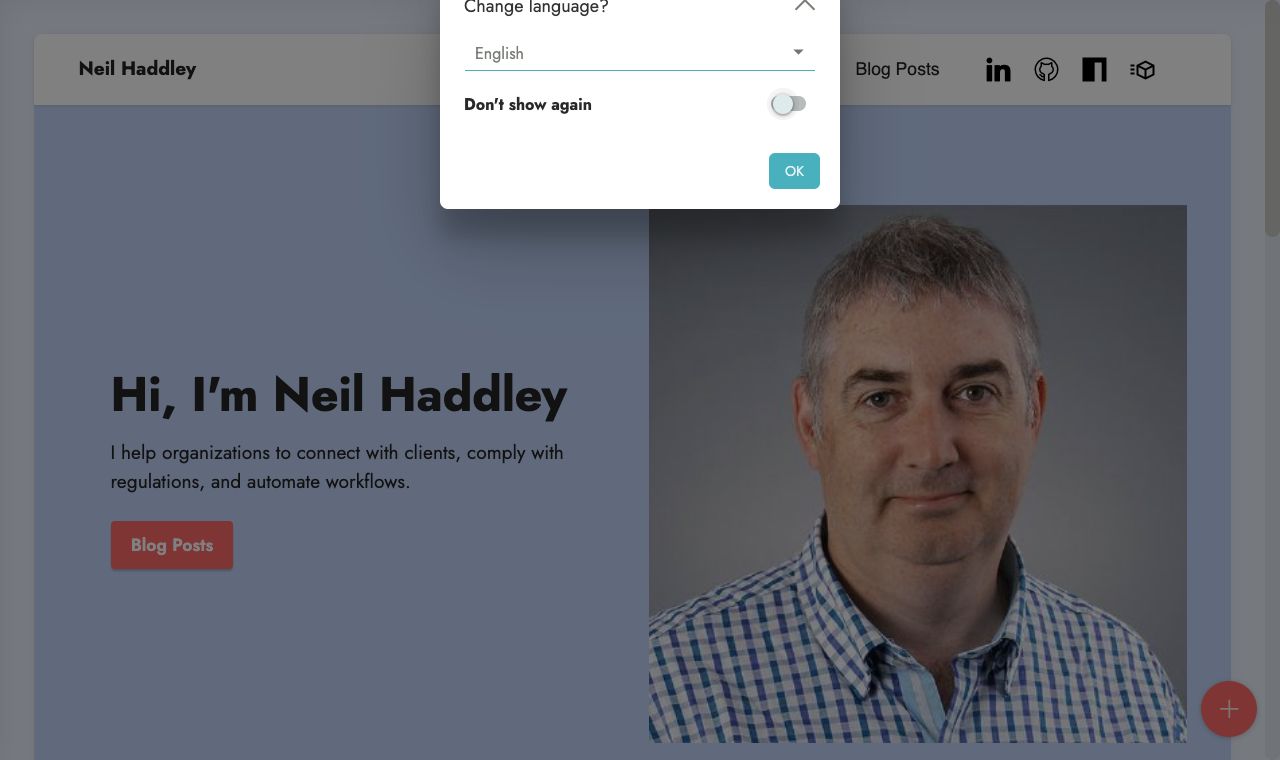 Change language?
English
Don't show again
OK
Neil Haddley
Blog Posts
in
Hi, I'm Neil Haddley
I help organizations to connect with clients, comply with
regulations, and automate workflows.
Blog Posts